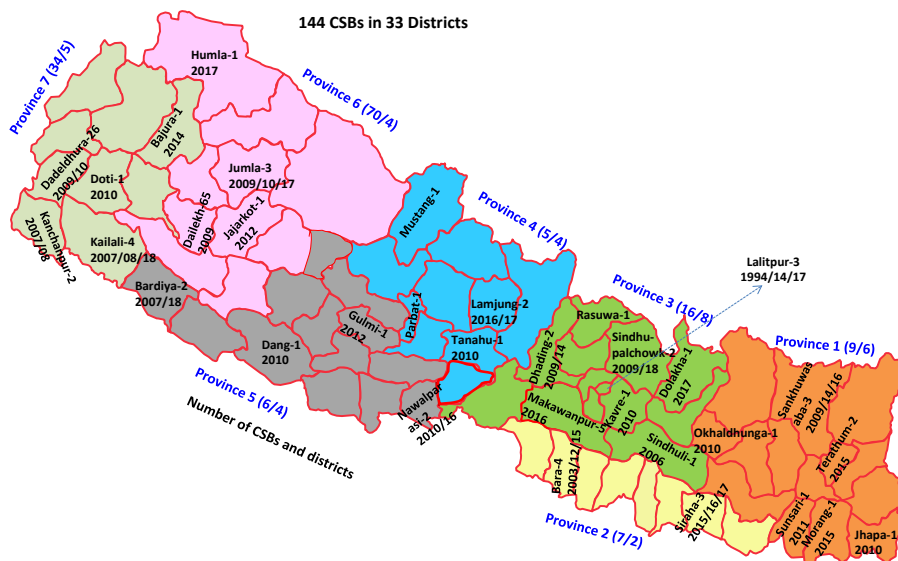 144 CSBs in 33 Districts
Province 7 (34/5)
Humla-1
2017
Province 6 (70/4)
Bajura-1
2014
Dadeldhura-26
2009/10
Doti-1
2010
Jumla-3
2009/10/17
Dailekh-65
2009
Jajarkot-1
2012
Kanchanpur-2
2007/08
Kailali-4
2007/08/18
Bardiya-2
2007/18
Mustang-1
Province 4 (5/4)
Lalitpur-3
1994/14/17
Province 3 (16/8)
Parbat-1
Lamjung-2
2016/17
Gulmi-1
2012
Dang-1
2010
Tanahu-1
2010
Rasuwa-1
Dhading-2
2009/14
Sindhu-
palchowk-2
2009/18
Dolakha-1
2017
Province 1 (9/6)
Sankhuwas
aba-3
2009/14/16
Province 5 (6/4)
Number of CSBs and districts
Nawalpar
asi-2
2010/16
Makawanpur-5
2016
Kavre-1
2010
Sindhuli-1
2006
Okhaldhunga-1
2010
Terathum-2
2015
Bara-4
2003/12/15
Province 2 (7/2)
Siraha-3
2015/16/17
Sunsari-1
2011
Morang-1
2015
Jhapa-1
2010